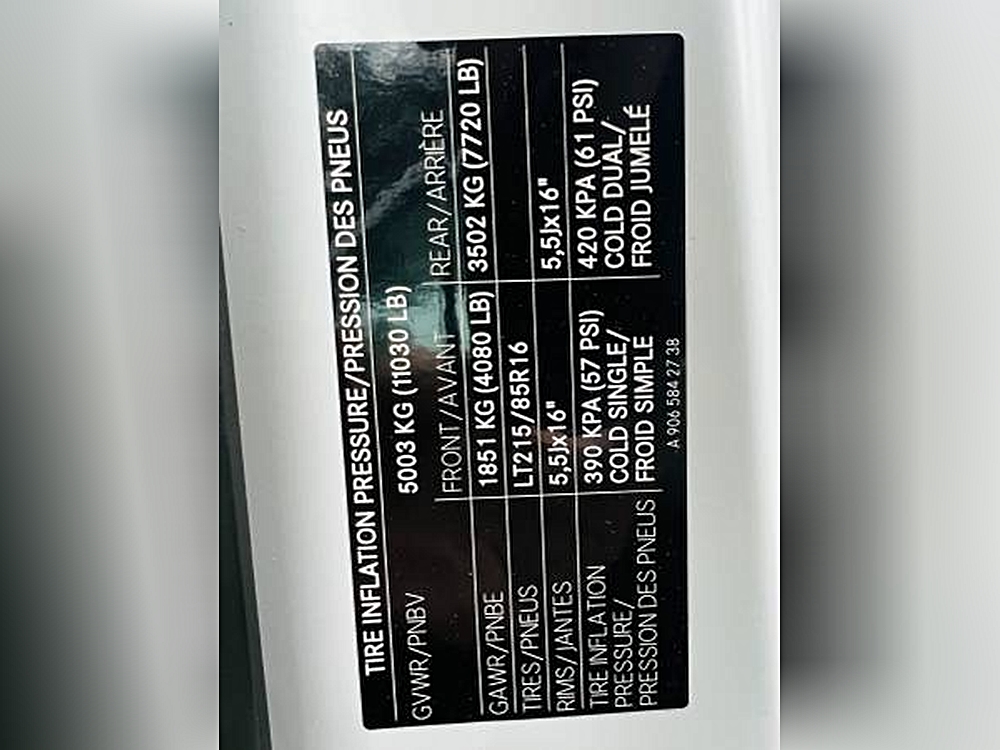 TIRE INFLATION PRESSURE/PRESSION DES PNEUS
GVWR/PNBV 5003 KG (11030 LB)
FRONT/AVANT REAR/ARRIÈRE
GAWR/PNBE 1851 KG (4080 LB) 3502 KG (7720 LB)
TIRES/PNEUS LT215/85R16
RIMS/JANTES 5,5Jx16" 5,5Jx16"
TIRE INFLATION 390 KPA (57 PSI) 420 KPA (61 PSI)
PRESSURE/ COLD SINGLE/ COLD DUAL/
PRESSION DES PNEUS FROID SIMPLE FROID JUMELÉ
A 906 584 27 38